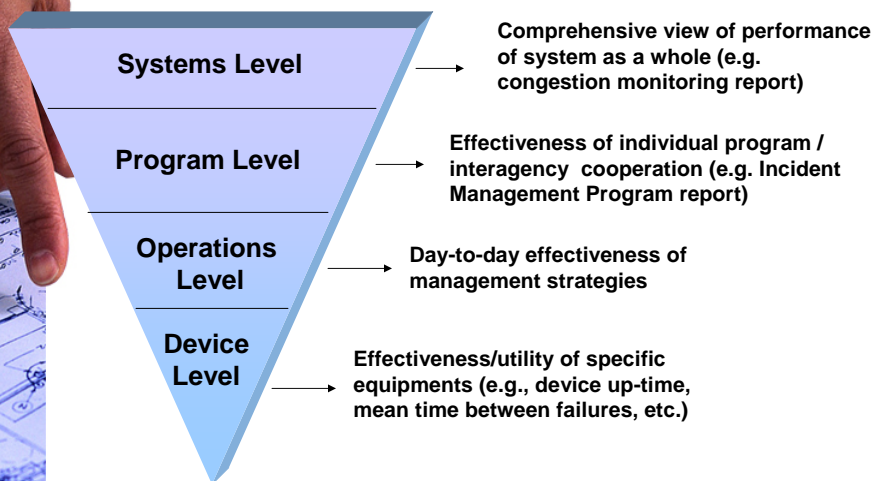 Systems Level
Comprehensive view of performance
of system as a whole (e.g.
congestion monitoring report)
Program Level
Effectiveness of individual program /
interagency cooperation (e.g. Incident
Management Program report)
Operations
Level
Day-to-day effectiveness of
management strategies
Device
Level
Effectiveness/utility of specific
equipments (e.g., device up-time,
mean time between failures, etc.)